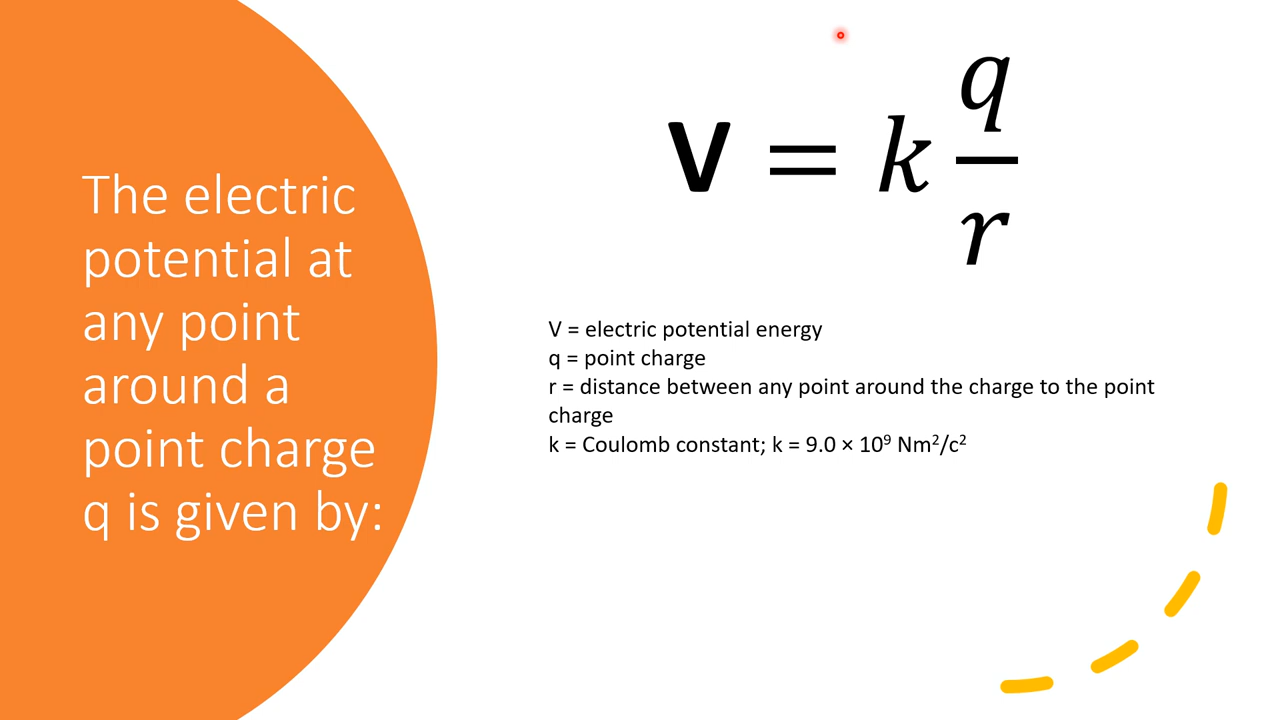 The electric
potential at
any point
around a
point charge
q is given by:
V = k q/r
V = electric potential energy
q = point charge
r = distance between any point around the charge to the point
charge
k = Coulomb constant; k = 9.0 × 10⁹ Nm²/c²